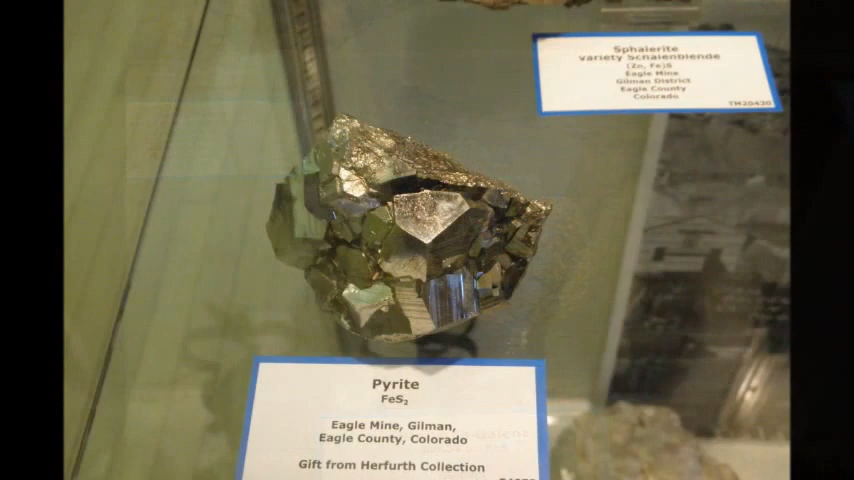 Sphalerite
variety Schalenblende
(Zn, Fe)S
Eagle Mine
Gilman District
Eagle County
Colorado
TM20420
Pyrite
FeS₂
Eagle Mine, Gilman,
Eagle County, Colorado
Gift from Herfurth Collection